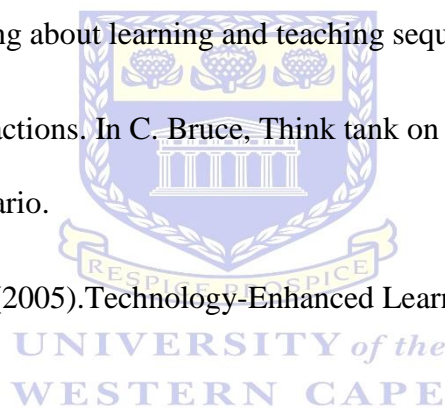 ng about learning and teaching sequ
actions. In C. Bruce, Think tank on
ario.
RESPICE PROSPICE
(2005).Technology-Enhanced Learn
UNIVERSITY of the
WESTERN CAPE